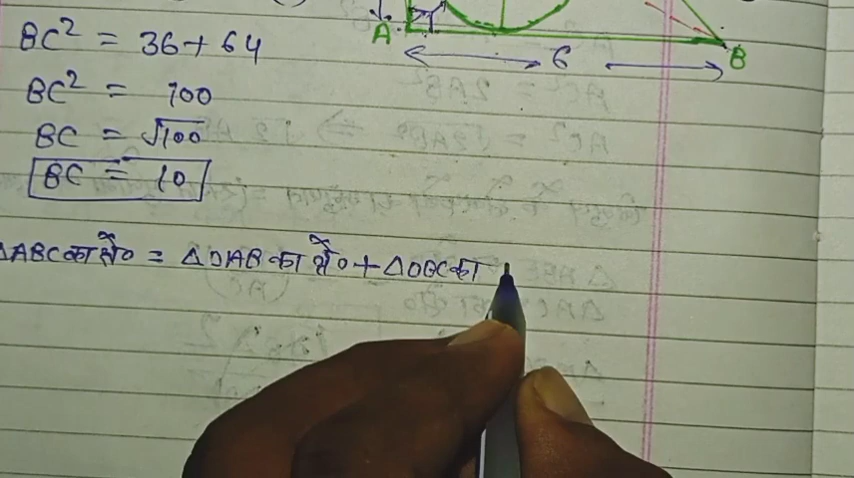 A
6
B
BC² = 36 + 64
BC² = 100
BC = √100
BC = 10
ΔABC का क्षे० = ΔOAB का क्षे० + ΔOBC का